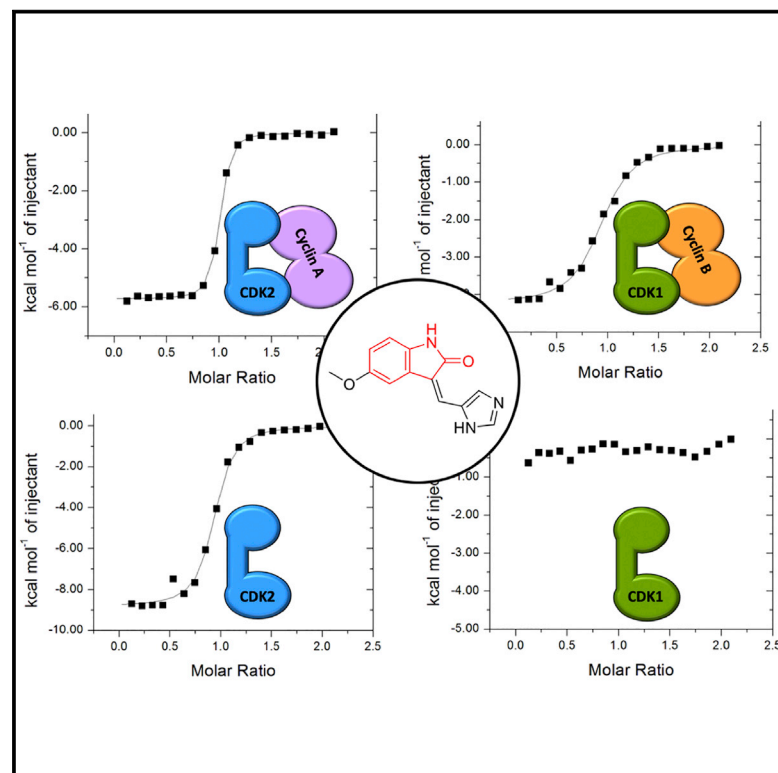 kcal mol⁻¹ of injectant
0.00
-2.00
-4.00
-6.00
Cyclin A
CDK2
0.0 0.5 1.0 1.5
Molar Ratio
mol⁻¹ of injectant
0.00
-1.00
-2.00
-3.00
Cyclin B
CDK1
0.5 1.0 1.5 2.0 2.5
Molar Ratio
H
N
O
O
N
HN
kcal mol⁻¹ of injectant
0.00
-2.00
-4.00
-6.00
-8.00
-10.00
CDK2
0.0 0.5 1.0 1.5 2.0 2.5
Molar Ratio
kcal mol⁻¹ of inject
-1.00
-2.00
-3.00
-4.00
-5.00
CDK1
0.0 0.5 1.0 1.5 2.0 2.5
Molar Ratio